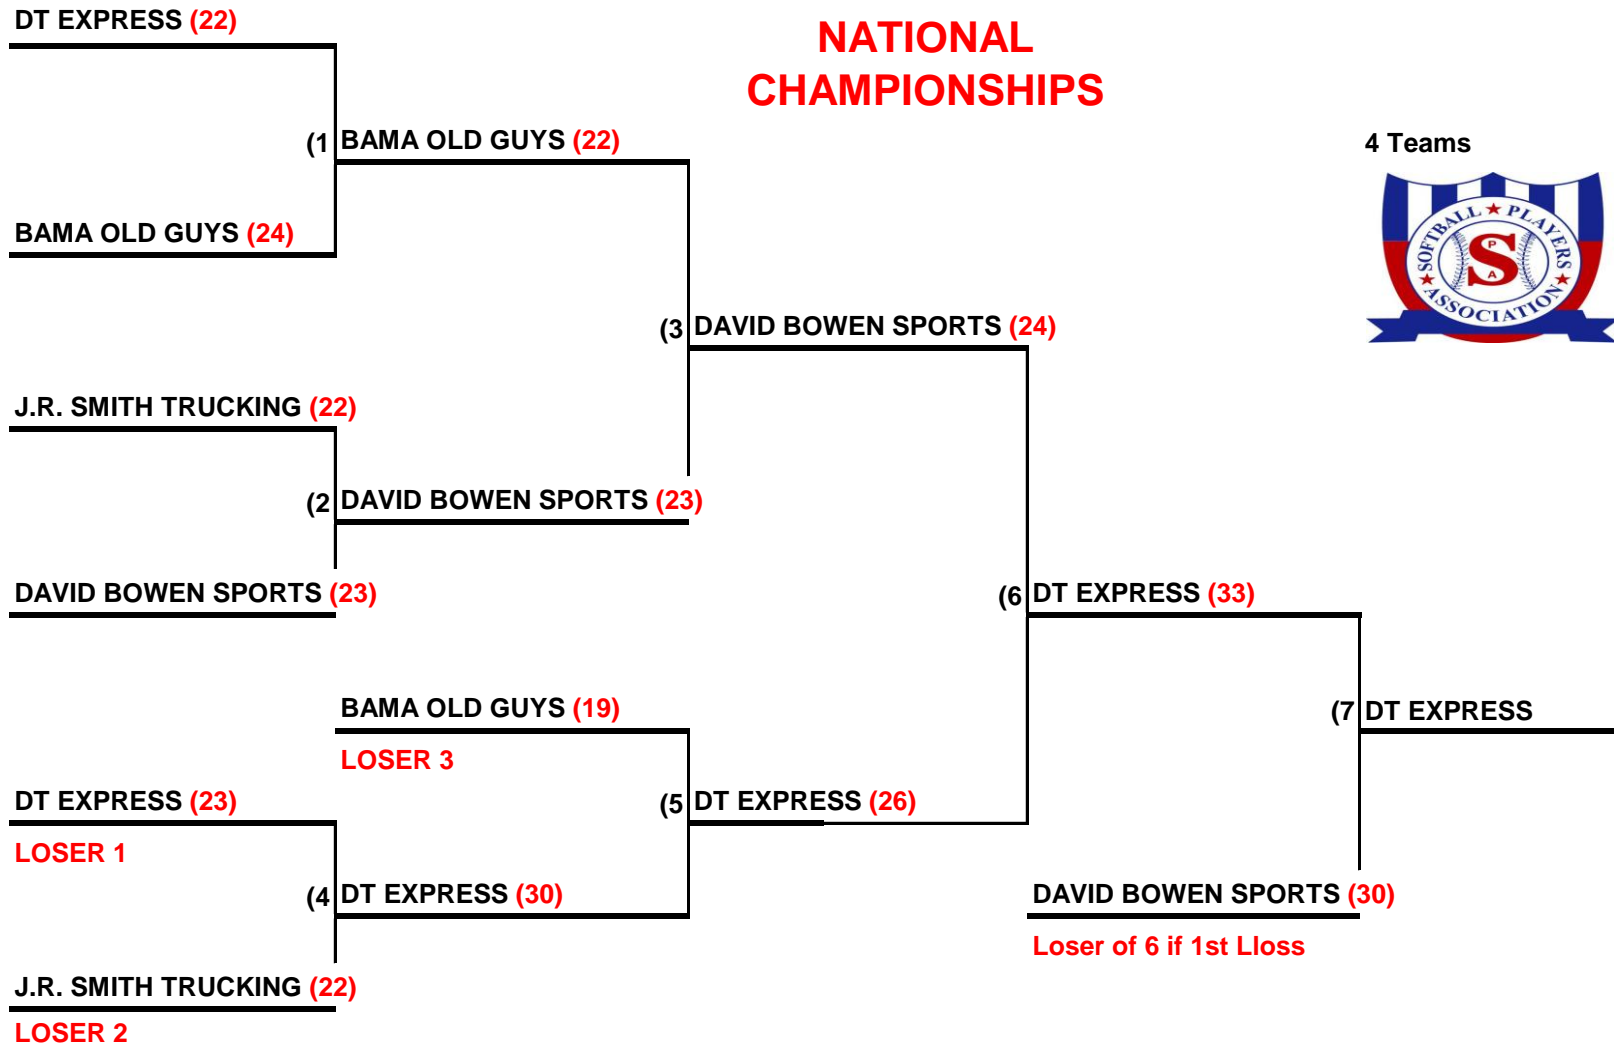 DT EXPRESS (22)
NATIONAL
CHAMPIONSHIPS
(1 BAMA OLD GUYS (22)
4 Teams
BAMA OLD GUYS (24)
SOFTBALL ★ PLAYERS ★ ASSOCIATION ★
P
S
A
(3 DAVID BOWEN SPORTS (24)
J.R. SMITH TRUCKING (22)
(2 DAVID BOWEN SPORTS (23)
DAVID BOWEN SPORTS (23)
(6 DT EXPRESS (33)
BAMA OLD GUYS (19)
(7 DT EXPRESS
LOSER 3
DT EXPRESS (23)
(5 DT EXPRESS (26)
LOSER 1
(4 DT EXPRESS (30)
DAVID BOWEN SPORTS (30)
Loser of 6 if 1st Lloss
J.R. SMITH TRUCKING (22)
LOSER 2